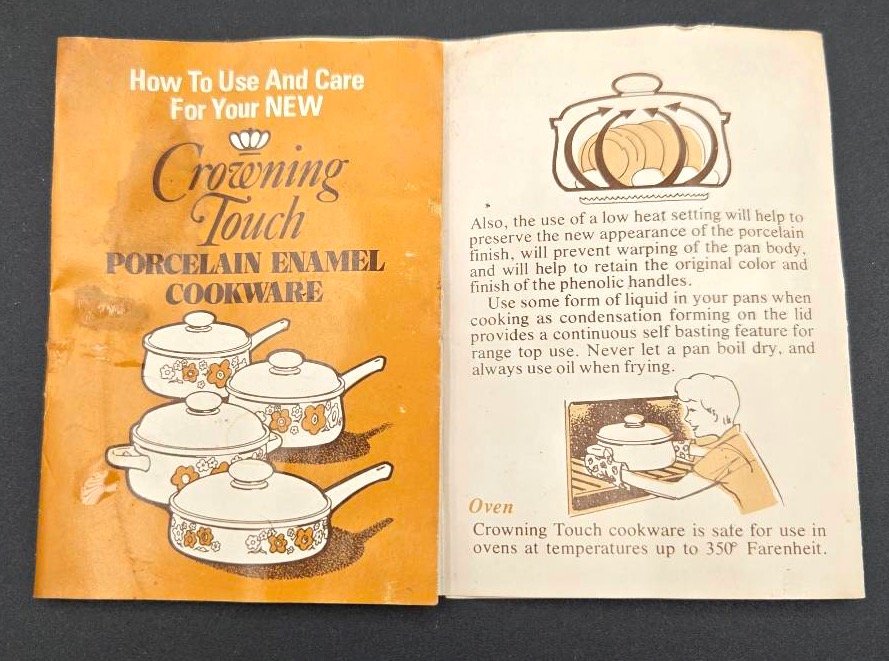 How To Use And Care
For Your NEW
Crowning
Touch
PORCELAIN ENAMEL
COOKWARE
Also, the use of a low heat setting will help to
preserve the new appearance of the porcelain
finish, will prevent warping of the pan body,
and will help to retain the original color and
finish of the phenolic handles.
Use some form of liquid in your pans when
cooking as condensation forming on the lid
provides a continuous self basting feature for
range top use. Never let a pan boil dry, and
always use oil when frying.
Oven
Crowning Touch cookware is safe for use in
ovens at temperatures up to 350° Farenheit.